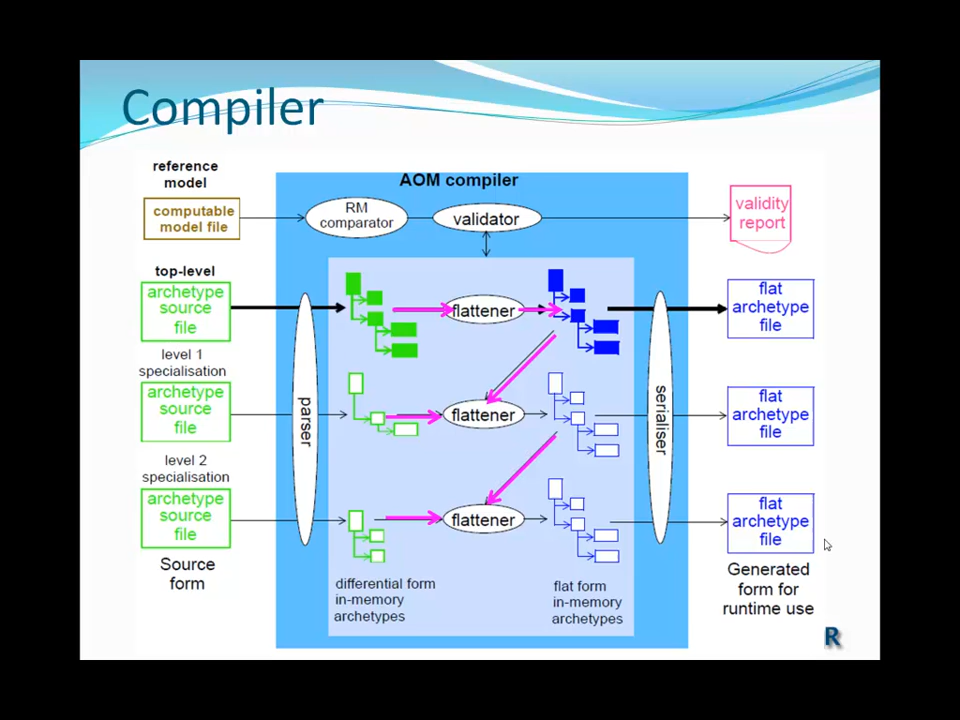 Compiler
reference
model
AOM compiler
computable
model file
RM
comparator
validator
validity
report
top-level
archetype
source
file
flattener
flat
archetype
file
level 1
specialisation
archetype
source
file
parser
flattener
serialiser
flat
archetype
file
level 2
specialisation
archetype
source
file
flattener
flat
archetype
file
Source
form
differential form
in-memory
archetypes
flat form
in-memory
archetypes
Generated
form for
runtime use
R